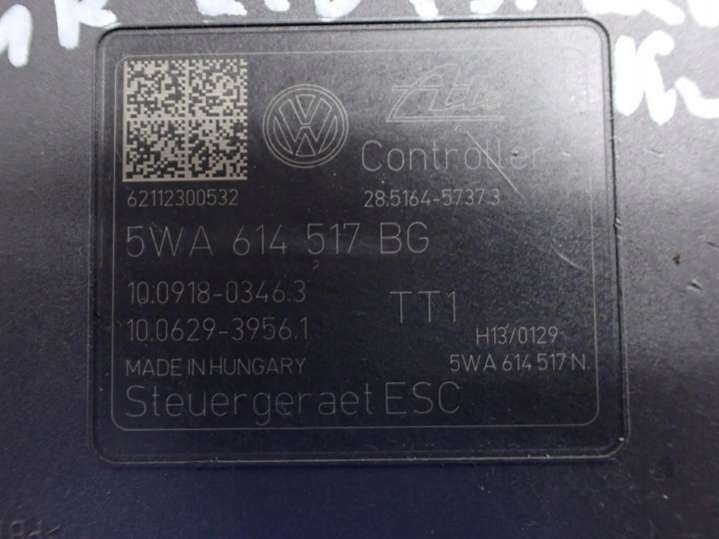 Ate
Controller
62112300532
28.5164-5737.3
5WA 614 517 BG
10.0918-0346.3
TT1
10.0629-3956.1
H13/0129
MADE IN HUNGARY
5WA 614 517 N
Steuergeraet ESC